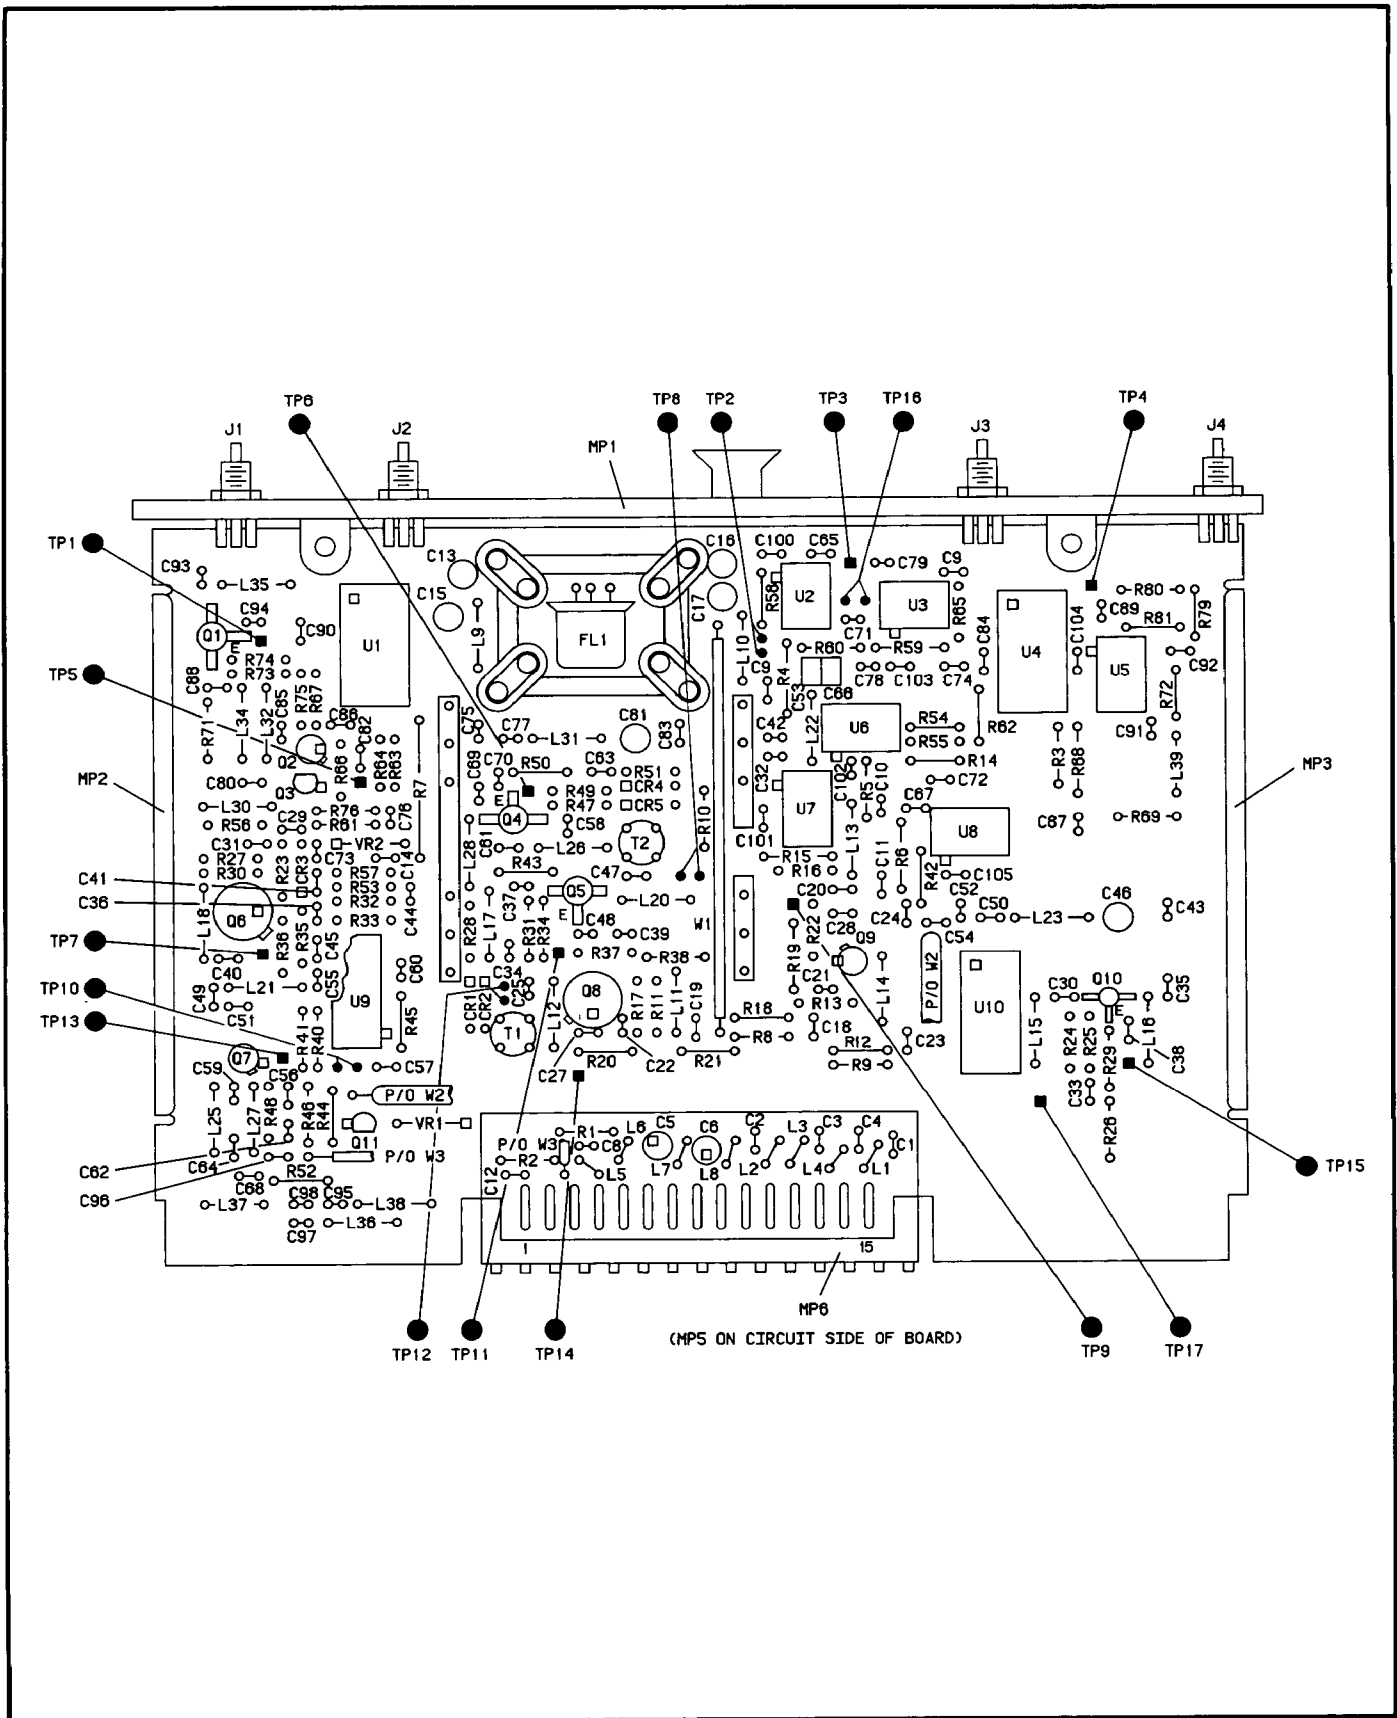 TP6
TP8
TP2
TP3
TP16
TP4
J1
J2
MP1
J3
J4
TP1
C93
L35
C13
C16
C100
C65
C79
C9
R80
R79
C15
C17
R58
U2
U3
R65
C89
R81
C94
Q1
E
C90
U1
L9
FL1
L10
C71
R60
R59
C84
U4
C104
U5
C92
R74
R73
TP5
C88
R75
R67
C9
R4
C53
C66
C78
C103
C74
R72
R71
L34
L32
C85
C86
C82
C75
C77
L31
C81
C83
C42
L22
U6
R54
R55
R62
R3
R68
C91
L39
Q2
R66
R64
R63
R7
C69
C70
R50
C63
R51
C32
C102
R5
C10
R14
C72
MP2
MP3
C80
Q3
CR4
R49
L30
R76
R47
CR5
U7
C67
R56
C29
R61
C76
E
Q4
C58
R10
U8
C87
R69
C31
VR2
C61
L26
T2
C101
L13
C11
R6
R42
R27
R23
CR3
C73
R57
C14
L28
R43
R15
R30
R53
C47
R16
C105
C41
C36
R32
C44
C37
Q5
L20
C20
C52
C50
L23
C46
C43
L18
Q6
R35
R33
R28
L17
R31
R34
E
C48
C39
W1
R22
C28
C24
C54
TP7
R36
C45
R37
R38
R19
Q9
P/O W2
C40
C60
C34
TP10
C49
L21
C55
U9
R45
CR1
CR2
C25
L12
Q8
R17
R11
L11
C19
C21
R13
L14
U10
C30
Q10
E
C35
TP13
C51
R41
R40
T1
R18
R8
C18
C23
L15
R24
R25
R29
L16
C38
Q7
C59
C56
C57
C27
R20
C22
R21
R12
R9
C33
R26
L25
L27
R48
R46
R44
P/O W2
VR1
Q11
P/O W3
C62
C64
C96
R52
C68
L37
C98
C95
L38
L36
C97
R1
L6
C5
C6
C2
L3
C3
C4
C1
P/O W3
R2
C8
L5
L7
L8
L2
L4
L1
C12
1
15
TP15
MP6
(MP5 ON CIRCUIT SIDE OF BOARD)
TP12
TP11
TP14
TP9
TP17